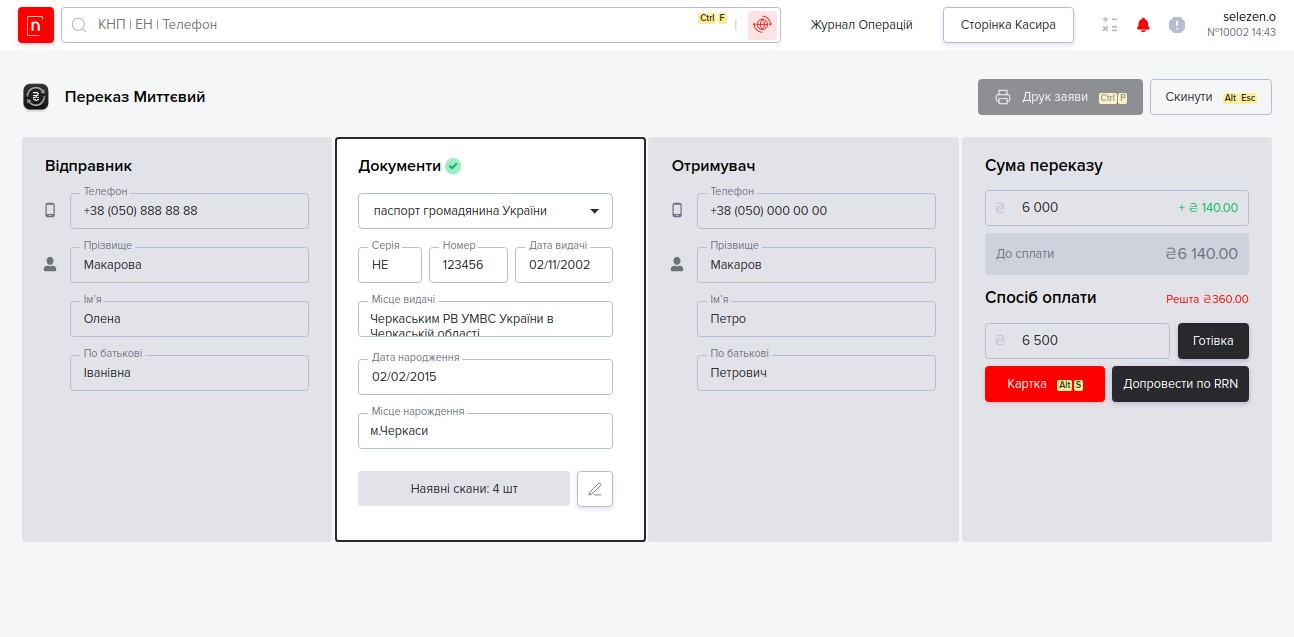 n
КНП | ЕН | Телефон
Ctrl F
Журнал Операцій
Сторінка Касира
selezen.o
№10002 14:43
Переказ Миттєвий
Друк заяви Ctrl P
Скинути Alt Esc
Відправник
Телефон
+38 (050) 888 88 88
Прізвище
Макарова
Ім'я
Олена
По батькові
Іванівна
Документи
паспорт громадянина України
Серія
НЕ
Номер
123456
Дата видачі
02/11/2002
Місце видачі
Черкаським РВ УМВС України в
Черкаській області
Дата народження
02/02/2015
Місце народження
м.Черкаси
Наявні скани: 4 шт
Отримувач
Телефон
+38 (050) 000 00 00
Прізвище
Макаров
Ім'я
Петро
По батькові
Петрович
Сума переказу
₴ 6 000 + ₴ 140.00
До сплати ₴6 140.00
Спосіб оплати
Решта ₴360.00
₴ 6 500
Готівка
Картка Alt S
Допровести по RRN